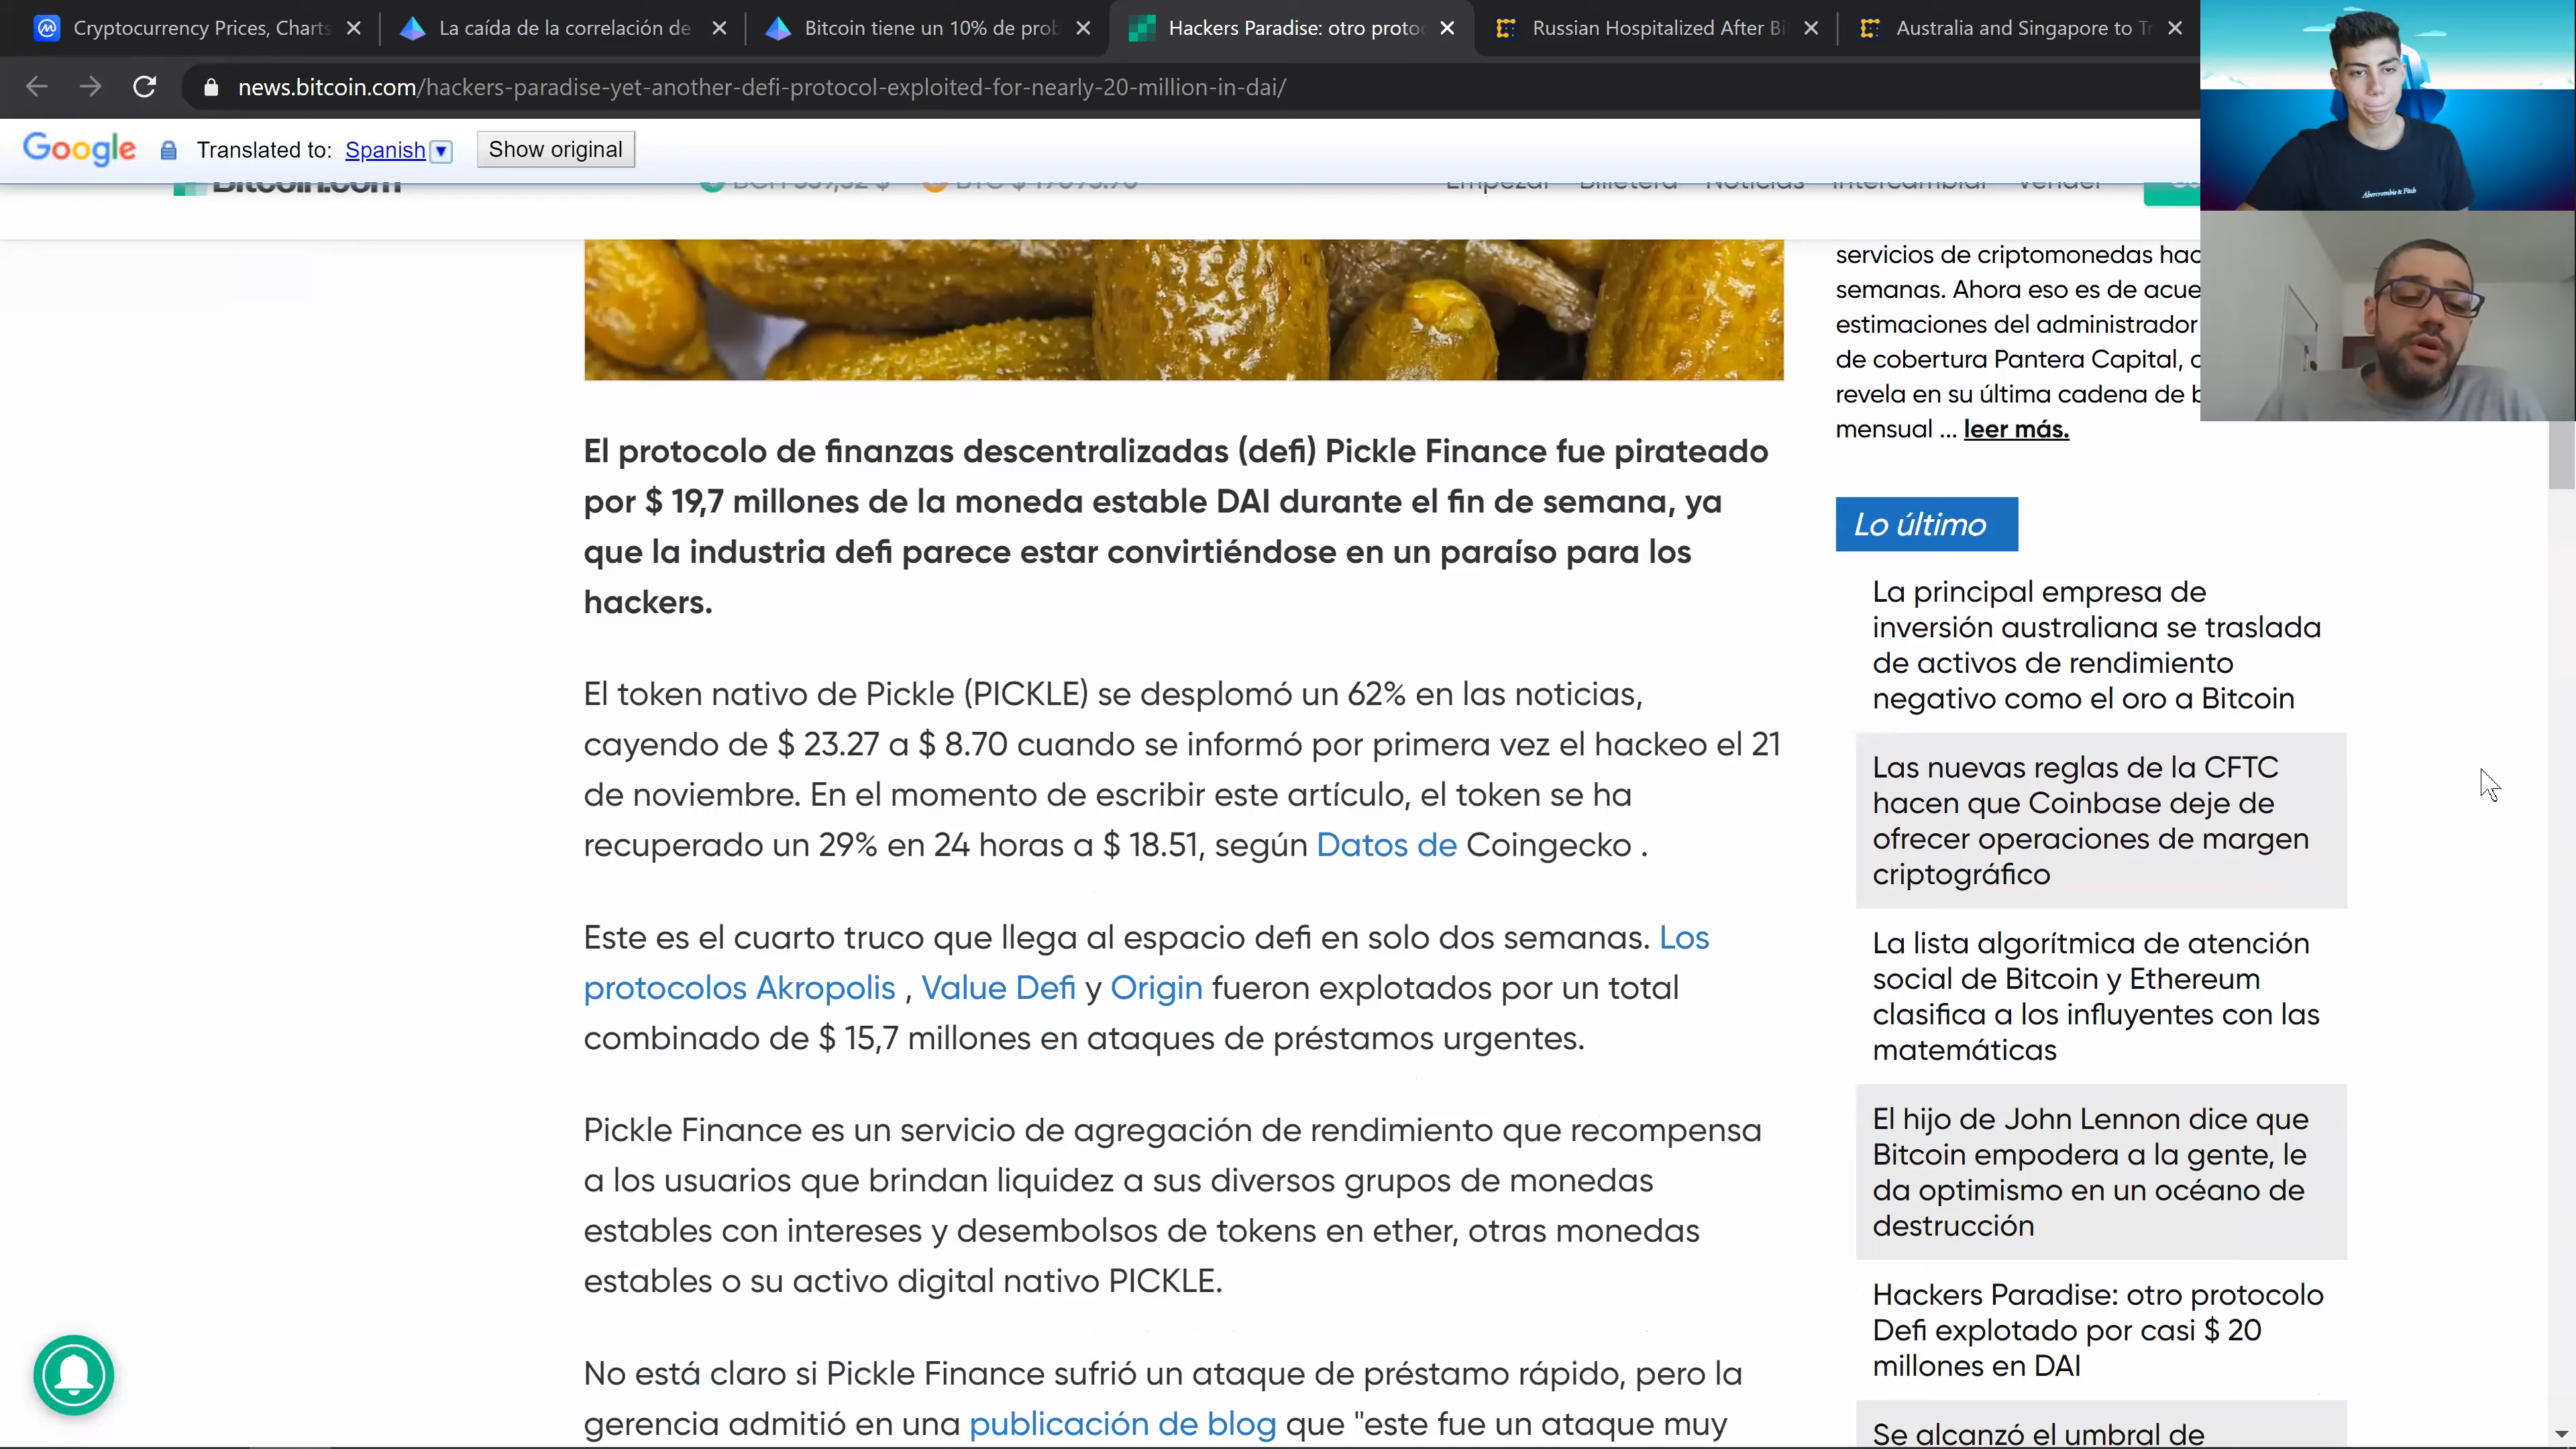 Cryptocurrency Prices, Charts
La caída de la correlación de
Bitcoin tiene un 10% de prob
Hackers Paradise: otro protoc
Russian Hospitalized After Bi
Australia and Singapore to Tr
news.bitcoin.com/hackers-paradise-yet-another-defi-protocol-exploited-for-nearly-20-million-in-dai/
Google Translated to: Spanish Show original
Bitcoin.com
Empezar Billetera Noticias Intercambiar Vender
El protocolo de finanzas descentralizadas (defi) Pickle Finance fue pirateado
por $ 19,7 millones de la moneda estable DAI durante el fin de semana, ya
que la industria defi parece estar convirtiéndose en un paraíso para los
hackers.
El token nativo de Pickle (PICKLE) se desplomó un 62% en las noticias,
cayendo de $ 23.27 a $ 8.70 cuando se informó por primera vez el hackeo el 21
de noviembre. En el momento de escribir este artículo, el token se ha
recuperado un 29% en 24 horas a $ 18.51, según Datos de Coingecko .
Este es el cuarto truco que llega al espacio defi en solo dos semanas. Los
protocolos Akropolis , Value Defi y Origin fueron explotados por un total
combinado de $ 15,7 millones en ataques de préstamos urgentes.
Pickle Finance es un servicio de agregación de rendimiento que recompensa
a los usuarios que brindan liquidez a sus diversos grupos de monedas
estables con intereses y desembolsos de tokens en ether, otras monedas
estables o su activo digital nativo PICKLE.
No está claro si Pickle Finance sufrió un ataque de préstamo rápido, pero la
gerencia admitió en una publicación de blog que "este fue un ataque muy
servicios de criptomonedas hac
semanas. Ahora eso es de acue
estimaciones del administrador
de cobertura Pantera Capital, c
revela en su última cadena de b
mensual ... leer más.
Lo último
La principal empresa de
inversión australiana se traslada
de activos de rendimiento
negativo como el oro a Bitcoin
Las nuevas reglas de la CFTC
hacen que Coinbase deje de
ofrecer operaciones de margen
criptográfico
La lista algorítmica de atención
social de Bitcoin y Ethereum
clasifica a los influyentes con las
matemáticas
El hijo de John Lennon dice que
Bitcoin empodera a la gente, le
da optimismo en un océano de
destrucción
Hackers Paradise: otro protocolo
Defi explotado por casi $ 20
millones en DAI
Se alcanzó el umbral de
Abercrombie & Fitch